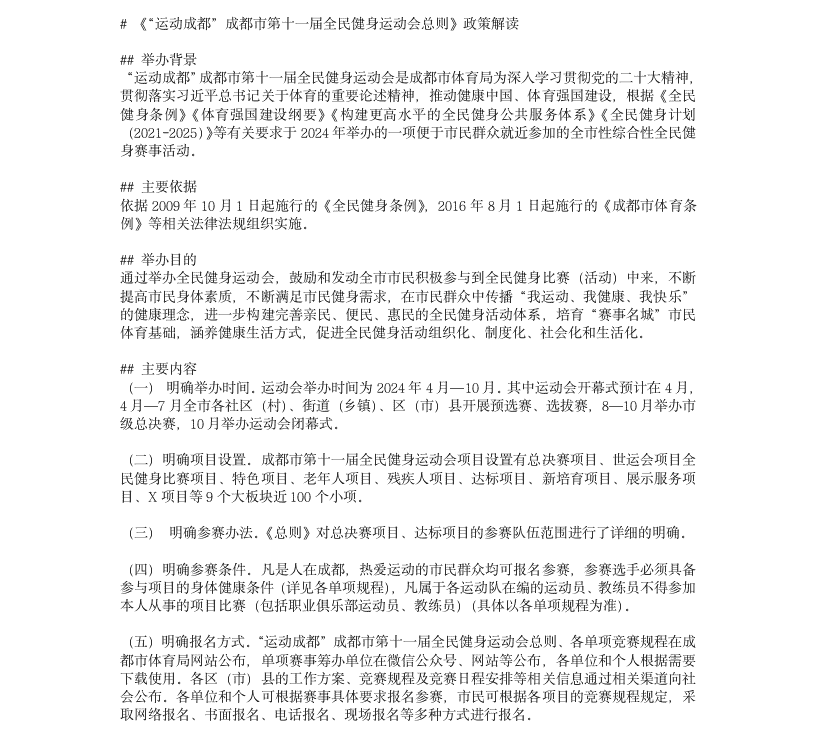 # 《“运动成都”成都市第十一届全民健身运动会总则》政策解读
## 举办背景
“运动成都”成都市第十一届全民健身运动会是成都市体育局为深入学习贯彻党的二十大精神，
贯彻落实习近平总书记关于体育的重要论述精神，推动健康中国、体育强国建设，根据《全民
健身条例》《体育强国建设纲要》《构建更高水平的全民健身公共服务体系》《全民健身计划
（2021-2025）》等有关要求于 2024 年举办的一项便于市民群众就近参加的全市性综合性全民健
身赛事活动．
## 主要依据
依据 2009 年 10 月 1 日起施行的《全民健身条例》，2016 年 8 月 1 日起施行的《成都市体育条
例》等相关法律法规组织实施．
## 举办目的
通过举办全民健身运动会，鼓励和发动全市市民积极参与到全民健身比赛（活动）中来，不断
提高市民身体素质，不断满足市民健身需求，在市民群众中传播“我运动、我健康、我快乐”
的健康理念，进一步构建完善亲民、便民、惠民的全民健身活动体系，培育“赛事名城”市民
体育基础，涵养健康生活方式，促进全民健身活动组织化、制度化、社会化和生活化．
## 主要内容
（一） 明确举办时间．运动会举办时间为 2024 年 4 月—10 月．其中运动会开幕式预计在 4 月，
4 月—7 月全市各社区（村）、街道（乡镇）、区（市）县开展预选赛、选拔赛，8—10 月举办市
级总决赛，10 月举办运动会闭幕式．
（二）明确项目设置．成都市第十一届全民健身运动会项目设置有总决赛项目、世运会项目全
民健身比赛项目、特色项目、老年人项目、残疾人项目、达标项目、新培育项目、展示服务项
目、X 项目等 9 个大板块近 100 个小项．
（三） 明确参赛办法．《总则》对总决赛项目、达标项目的参赛队伍范围进行了详细的明确．
（四）明确参赛条件．凡是人在成都，热爱运动的市民群众均可报名参赛，参赛选手必须具备
参与项目的身体健康条件（详见各单项规程），凡属于各运动队在编的运动员、教练员不得参加
本人从事的项目比赛（包括职业俱乐部运动员、教练员）（具体以各单项规程为准）．
（五）明确报名方式．“运动成都”成都市第十一届全民健身运动会总则、各单项竞赛规程在成
都市体育局网站公布，单项赛事筹办单位在微信公众号、网站等公布，各单位和个人根据需要
下载使用．各区（市）县的工作方案、竞赛规程及竞赛日程安排等相关信息通过相关渠道向社
会公布．各单位和个人可根据赛事具体要求报名参赛，市民可根据各项目的竞赛规程规定，采
取网络报名、书面报名、电话报名、现场报名等多种方式进行报名．